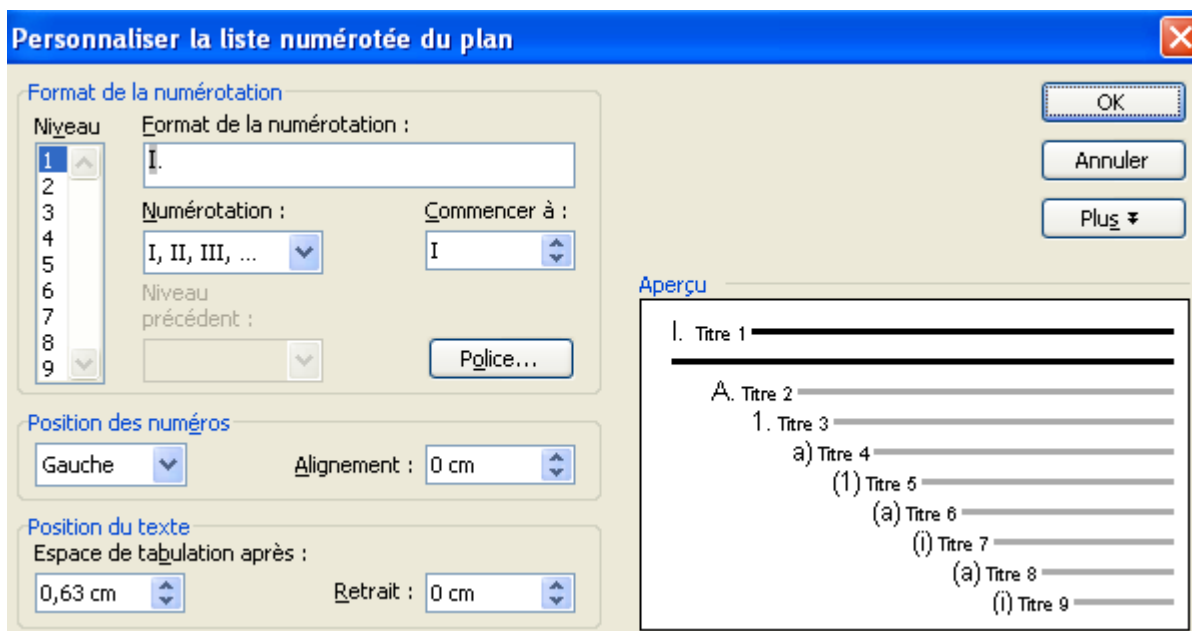 Personnaliser la liste numérotée du plan
Format de la numérotation
Niveau
1
2
3
4
5
6
7
8
9
Format de la numérotation :
I.
Numérotation :
I, II, III, ...
Commencer à :
I
Niveau
précédent :
Police...
Position des numéros
Gauche
Alignement :
0 cm
Position du texte
Espace de tabulation après :
0,63 cm
Retrait :
0 cm
OK
Annuler
Plus
Aperçu
I. Titre 1
A. Titre 2
1. Titre 3
a) Titre 4
(1) Titre 5
(a) Titre 6
(i) Titre 7
(a) Titre 8
(i) Titre 9